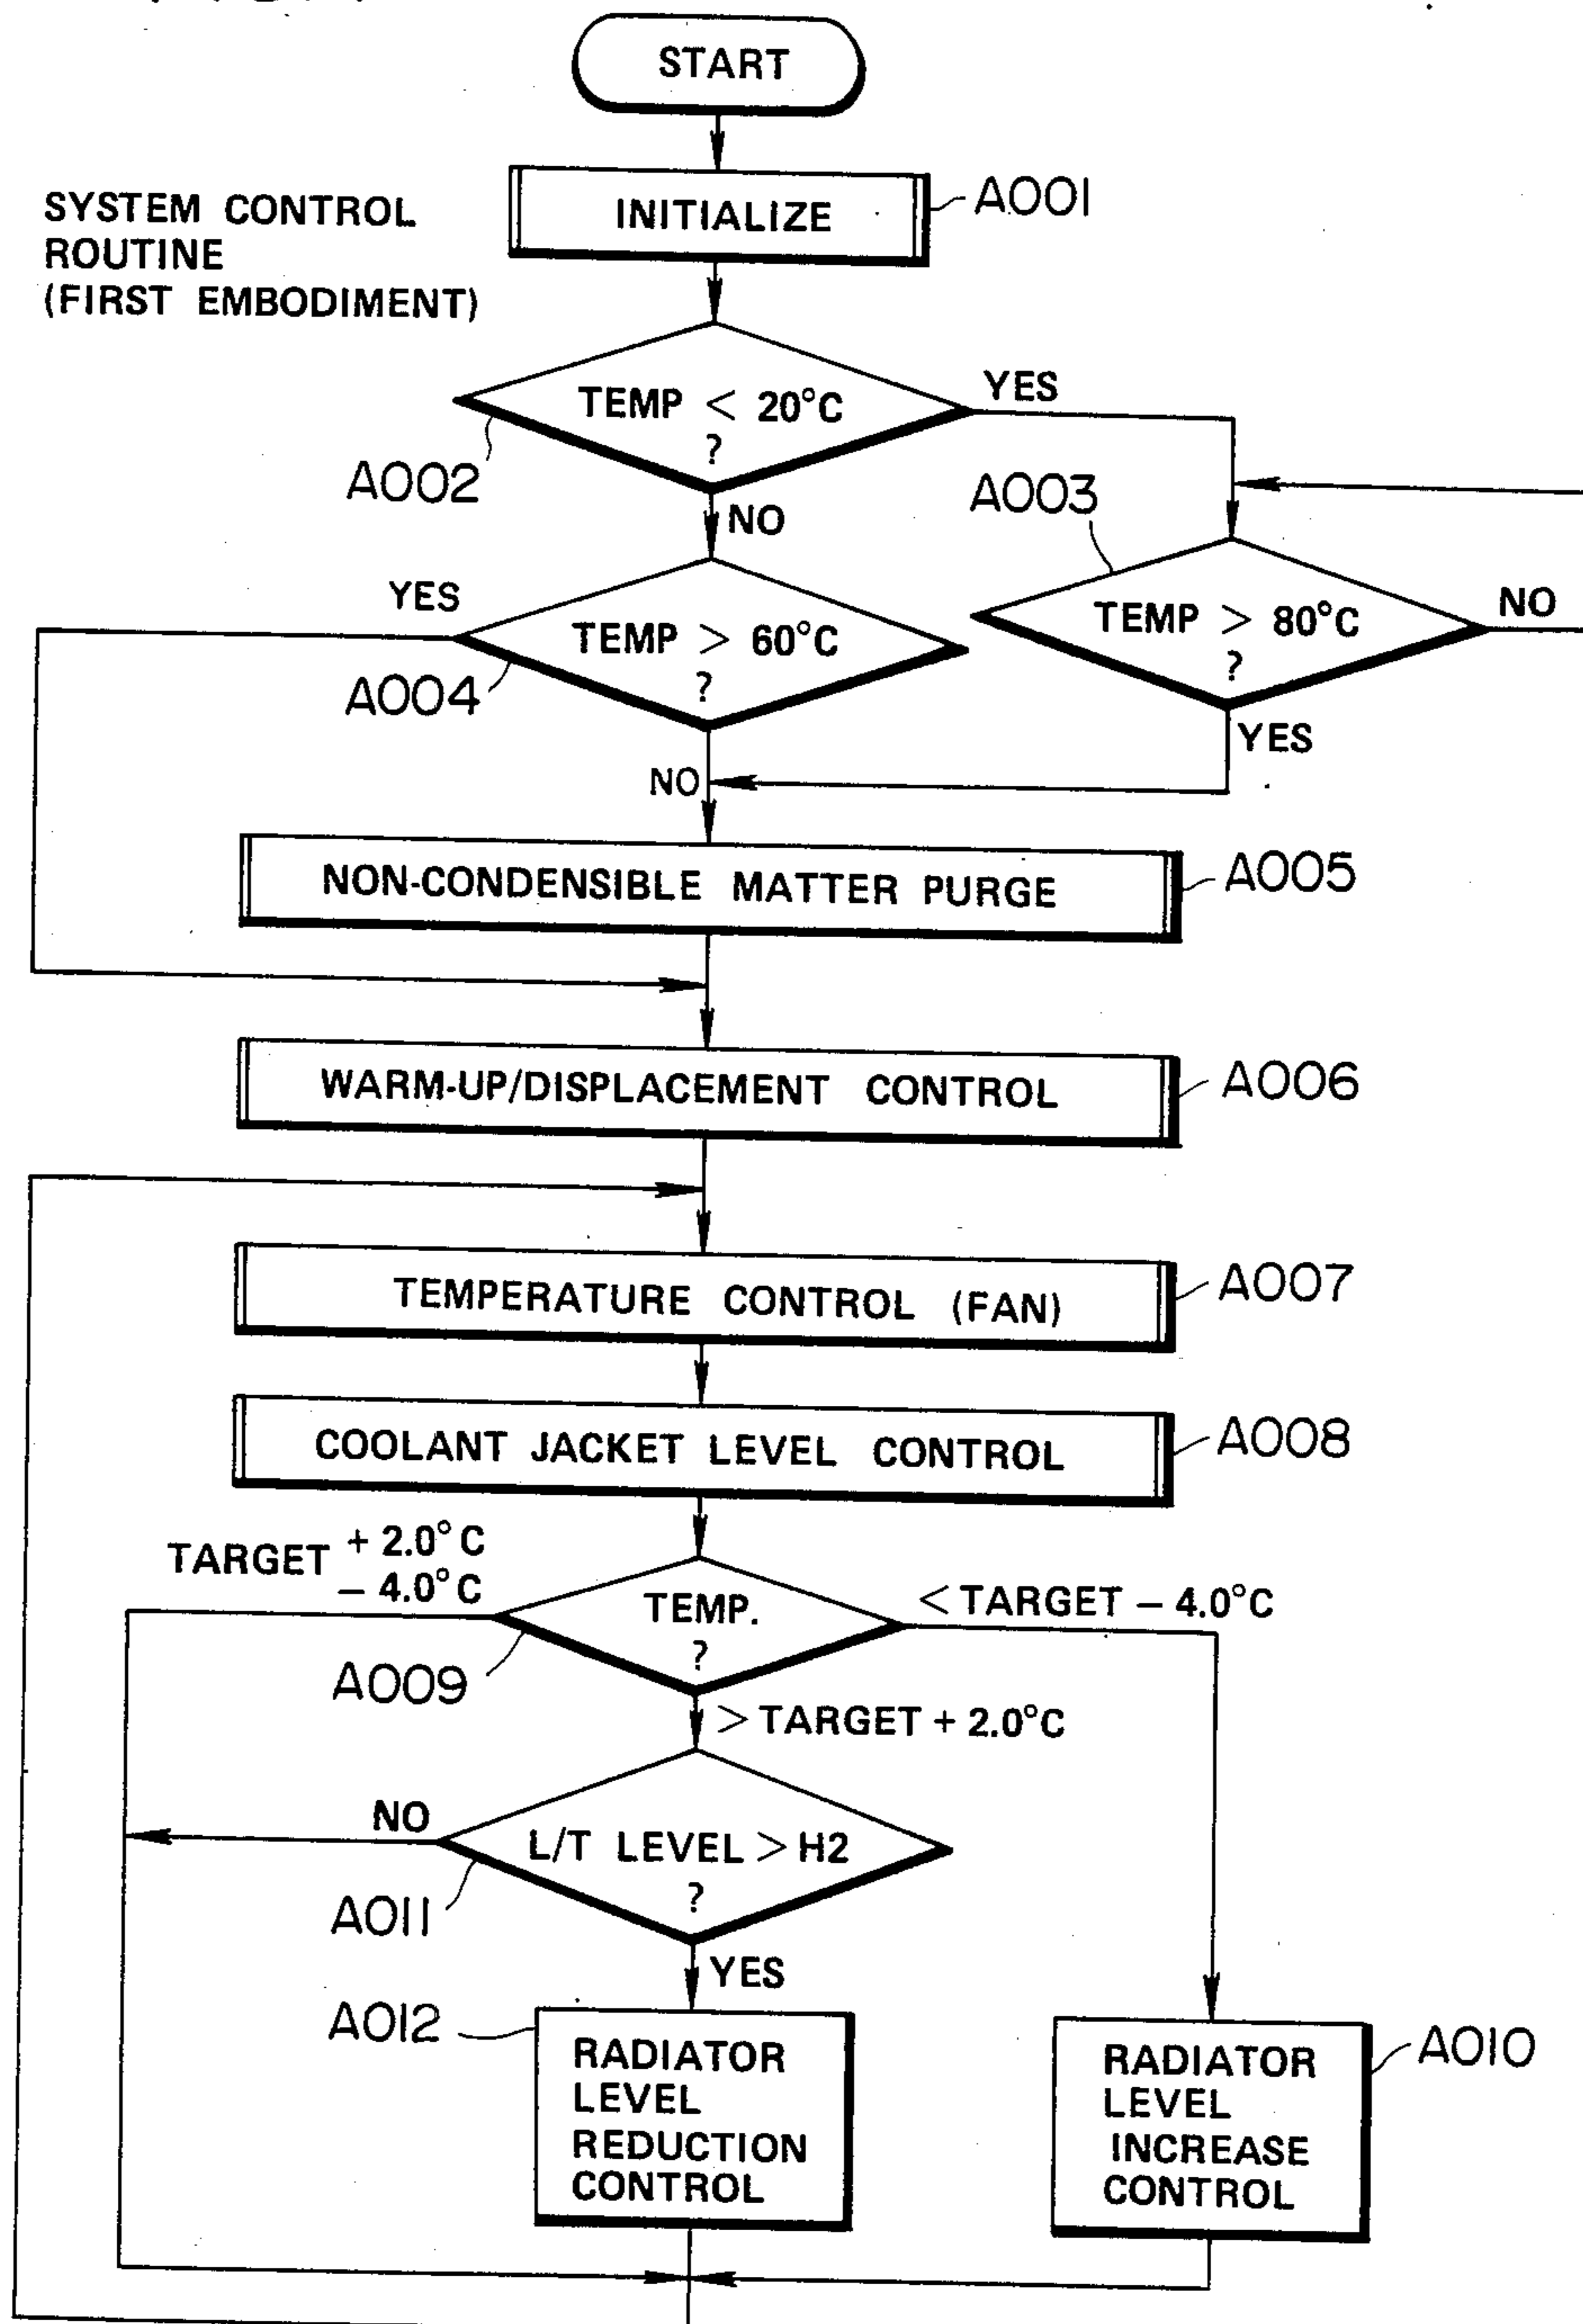 START
INITIALIZE
A001
SYSTEM CONTROL
ROUTINE
(FIRST EMBODIMENT)
TEMP < 20°C
?
YES
A002
NO
A003
TEMP > 80°C
?
NO
YES
YES
TEMP > 60°C
?
A004
NO
NON-CONDENSIBLE MATTER PURGE
A005
WARM-UP/DISPLACEMENT CONTROL
A006
TEMPERATURE CONTROL (FAN)
A007
COOLANT JACKET LEVEL CONTROL
A008
TARGET + 2.0°C
– 4.0°C
TEMP.
?
< TARGET – 4.0°C
A009
> TARGET + 2.0°C
NO
L/T LEVEL > H2
?
A011
YES
A012
RADIATOR
LEVEL
REDUCTION
CONTROL
RADIATOR
LEVEL
INCREASE
CONTROL
A010